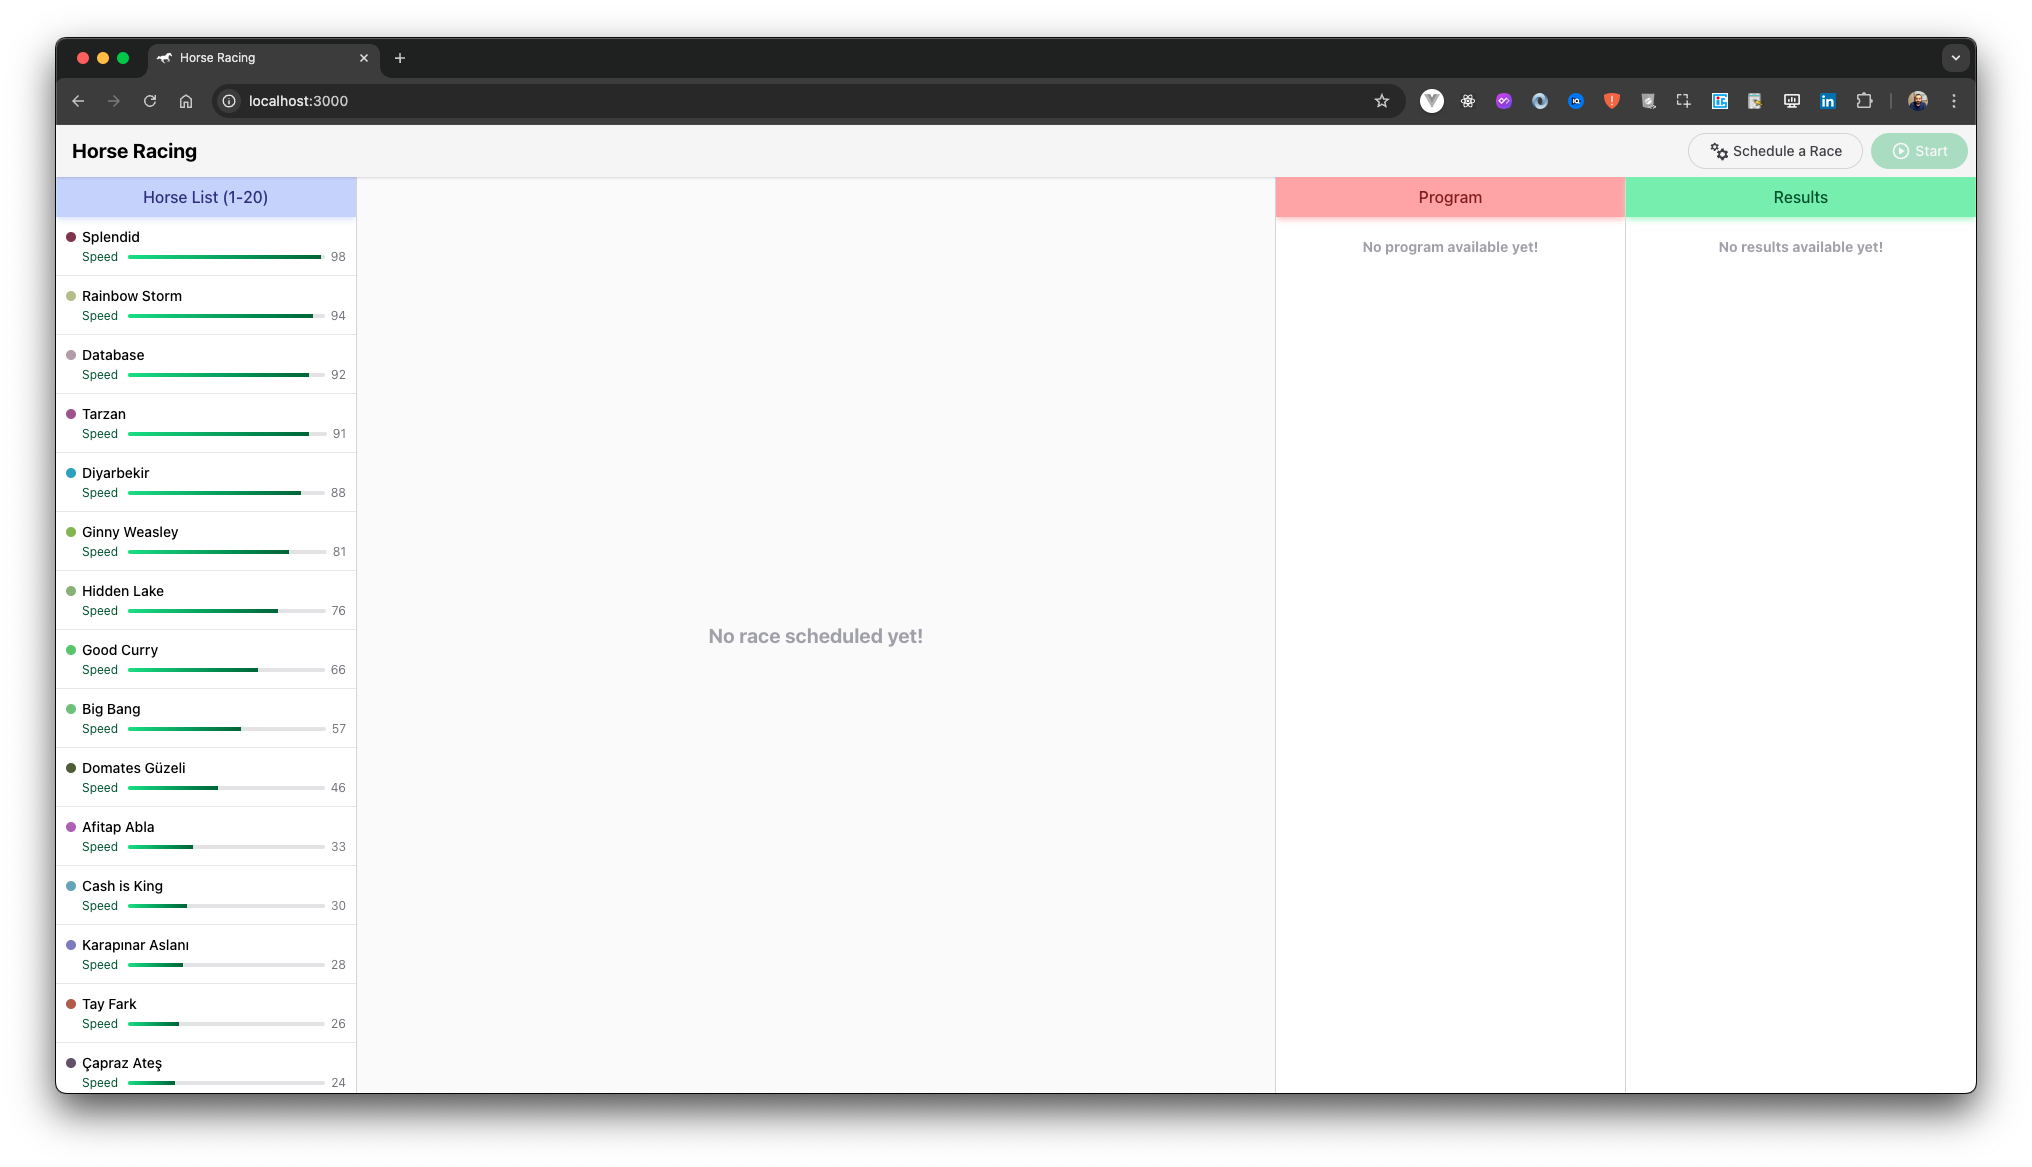 Horse Racing
localhost:3000
Horse Racing
Schedule a Race
Start
Horse List (1-20)
Program
Results
Splendid
Speed 98
Rainbow Storm
Speed 94
Database
Speed 92
Tarzan
Speed 91
Diyarbekir
Speed 88
Ginny Weasley
Speed 81
Hidden Lake
Speed 76
Good Curry
Speed 66
Big Bang
Speed 57
Domates Güzeli
Speed 46
Afitap Abla
Speed 33
Cash is King
Speed 30
Karapınar Aslanı
Speed 28
Tay Fark
Speed 26
Çapraz Ateş
Speed 24
No race scheduled yet!
No program available yet!
No results available yet!